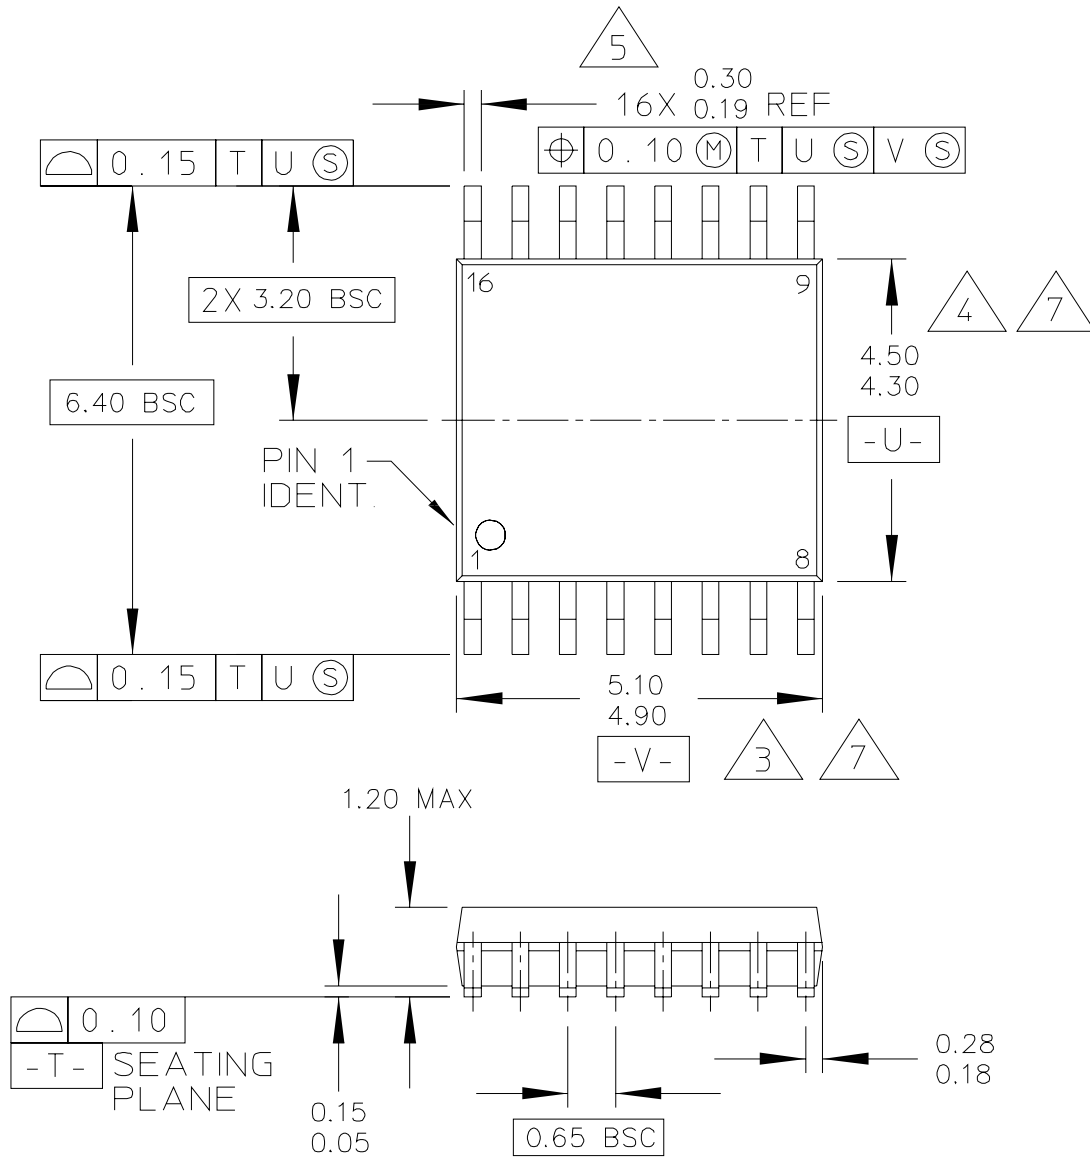 5
0.30
16X 0.19 REF
0.10 Ⓜ T U Ⓢ V Ⓢ
0.15 T U Ⓢ
2X 3.20 BSC
6.40 BSC
16 9
4 7
4.50
4.30
-U-
PIN 1
IDENT.
1 8
0.15 T U Ⓢ
5.10
4.90
-V- 3 7
1.20 MAX
0.10
-T- SEATING
PLANE
0.15
0.05
0.65 BSC
0.28
0.18